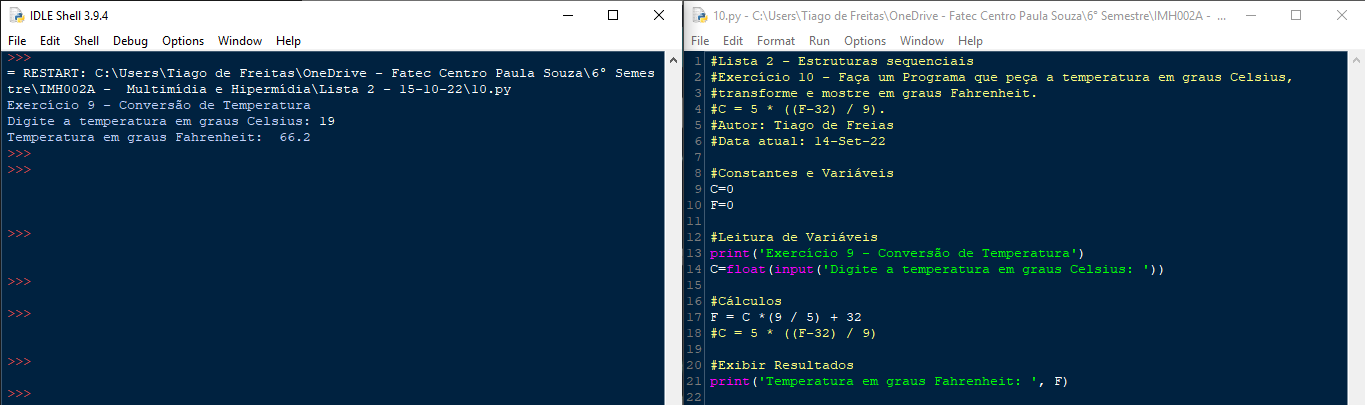 IDLE Shell 3.9.4
File Edit Shell Debug Options Window Help
>>>
= RESTART: C:\Users\Tiago de Freitas\OneDrive - Fatec Centro Paula Souza\6° Semes
tre\IMH002A -  Multimídia e Hipermídia\Lista 2 - 15-10-22\10.py
Exercício 9 - Conversão de Temperatura
Digite a temperatura em graus Celsius: 19
Temperatura em graus Fahrenheit:  66.2
>>>
>>>
>>>
>>>
>>>
>>>
>>>
10.py - C:\Users\Tiago de Freitas\OneDrive - Fatec Centro Paula Souza\6° Semestre\IMH002A - ...
File Edit Format Run Options Window Help
1 #Lista 2 - Estruturas sequenciais
2 #Exercício 10 - Faça um Programa que peça a temperatura em graus Celsius,
3 #transforme e mostre em graus Fahrenheit.
4 #C = 5 * ((F-32) / 9).
5 #Autor: Tiago de Freias
6 #Data atual: 14-Set-22
7
8 #Constantes e Variáveis
9 C=0
10 F=0
11
12 #Leitura de Variáveis
13 print('Exercício 9 - Conversão de Temperatura')
14 C=float(input('Digite a temperatura em graus Celsius: '))
15
16 #Cálculos
17 F = C *(9 / 5) + 32
18 #C = 5 * ((F-32) / 9)
19
20 #Exibir Resultados
21 print('Temperatura em graus Fahrenheit: ', F)
22